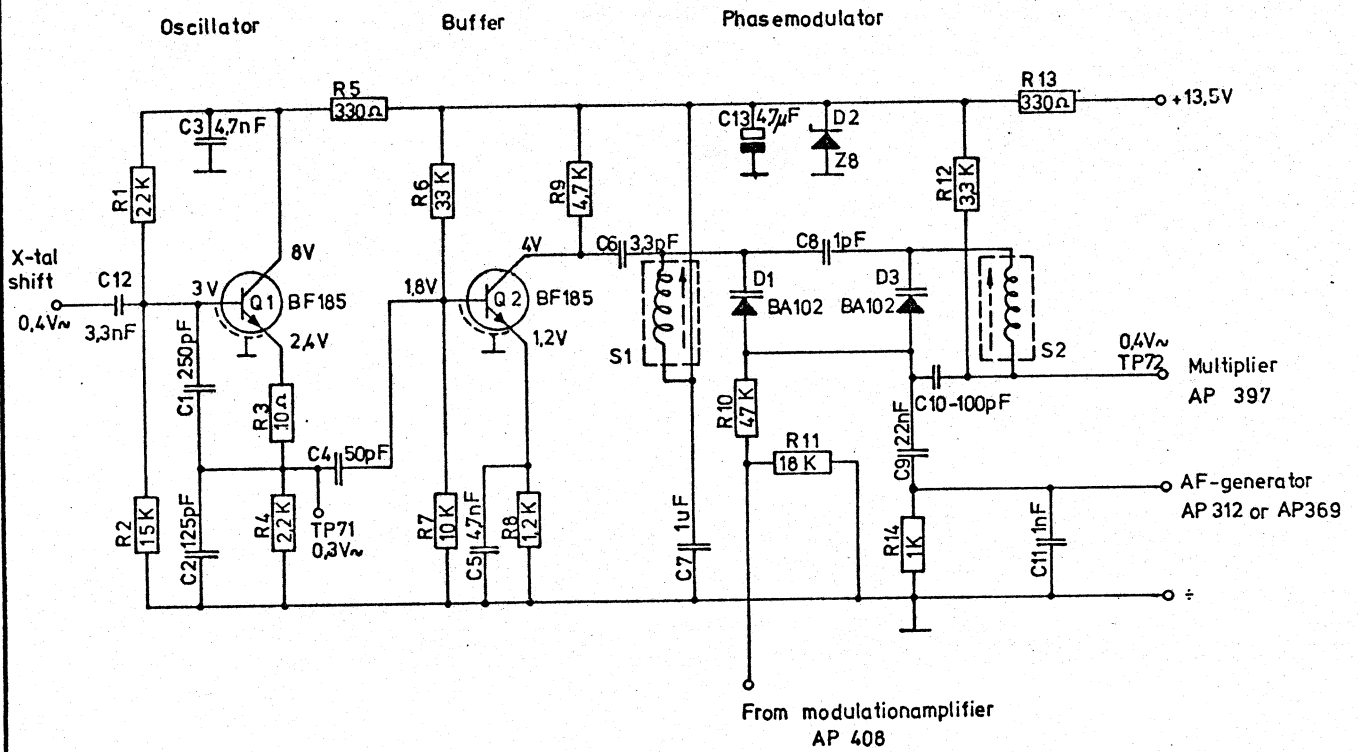 Oscillator
Buffer
Phasemodulator
R5
330Ω
R13
330Ω
+13,5V
C3
4,7nF
C13
47µF
D2
Z8
R1
22K
R6
33K
R9
4,7K
R12
3,3K
X-tal
shift
0,4V~
C12
3,3nF
3V
8V
Q1
BF185
2,4V
1,8V
4V
Q2
BF185
1,2V
C6
3,3pF
C8
1pF
S1
D1
BA102
D3
BA102
S2
0,4V~
TP72
Multiplier
AP 397
C1
250pF
R3
10Ω
C4
50pF
R10
47K
C10-100pF
R11
18K
C9
22nF
AF-generator
AP312 or AP369
R2
15K
C2
125pF
R4
2,2K
TP71
0,3V~
R7
10K
C5
4,7nF
R8
1,2K
C7
1uF
R14
1K
C11
1nF
÷
From modulationamplifier
AP 408